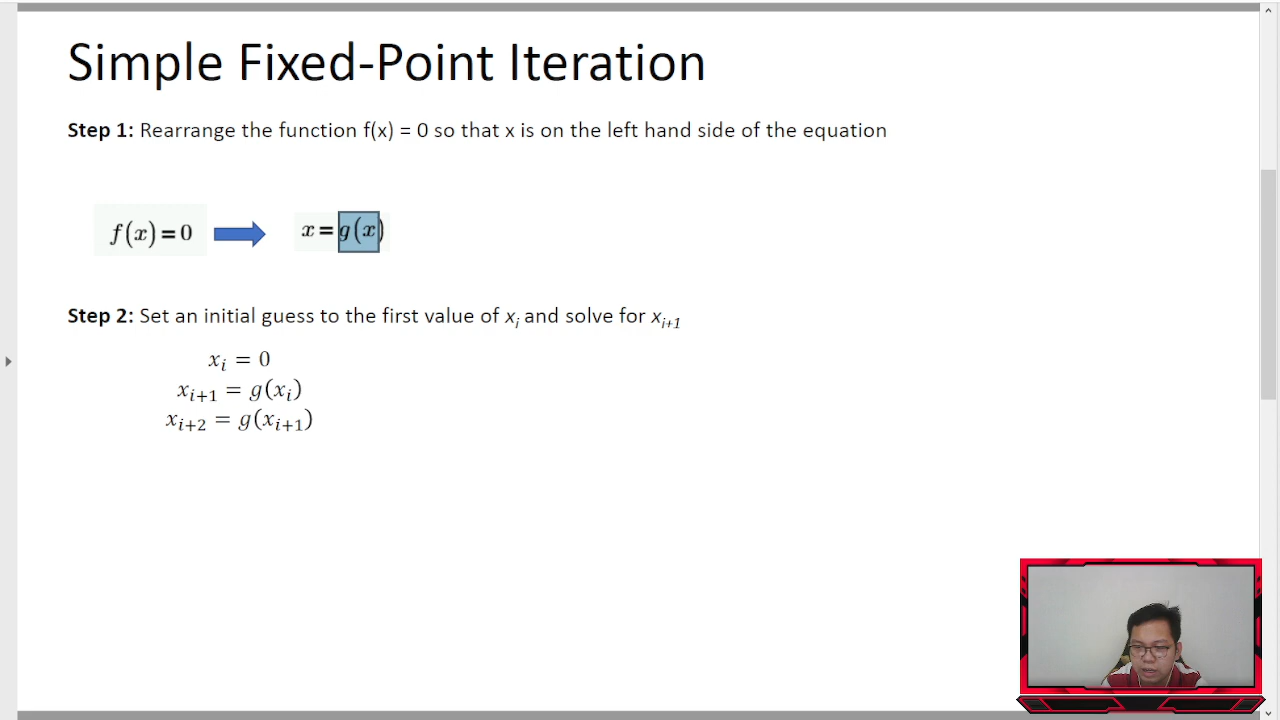 Simple Fixed-Point Iteration
Step 1: Rearrange the function f(x) = 0 so that x is on the left hand side of the equation
f(x)=0
x=g(x)
Step 2: Set an initial guess to the first value of xᵢ and solve for xᵢ₊₁
xᵢ = 0
xᵢ₊₁ = g(xᵢ)
xᵢ₊₂ = g(xᵢ₊₁)